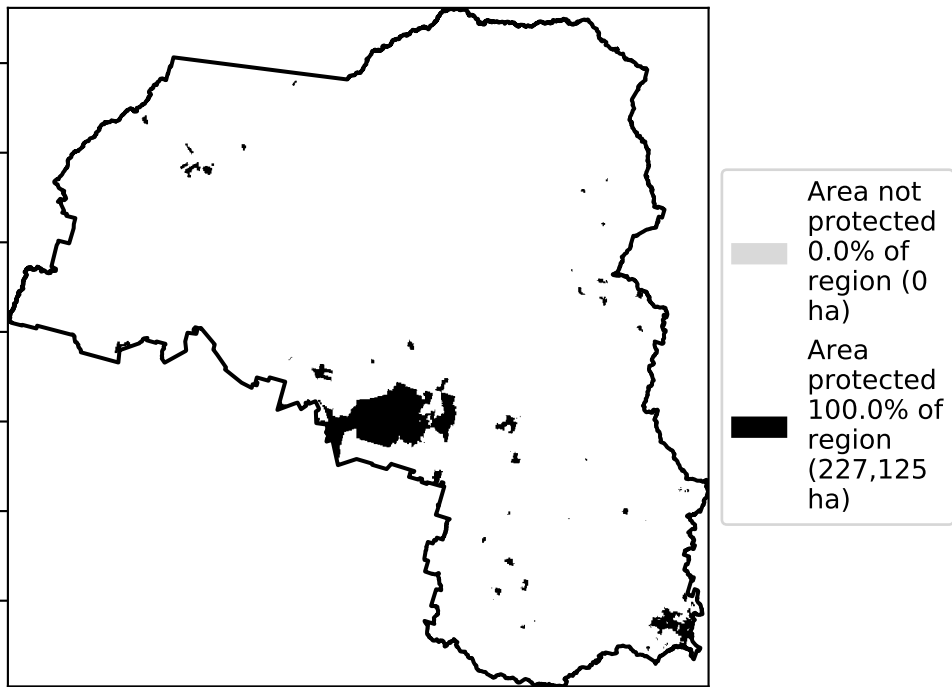 Area not
protected
0.0% of
region (0
ha)
Area
protected
100.0% of
region
(227,125
ha)